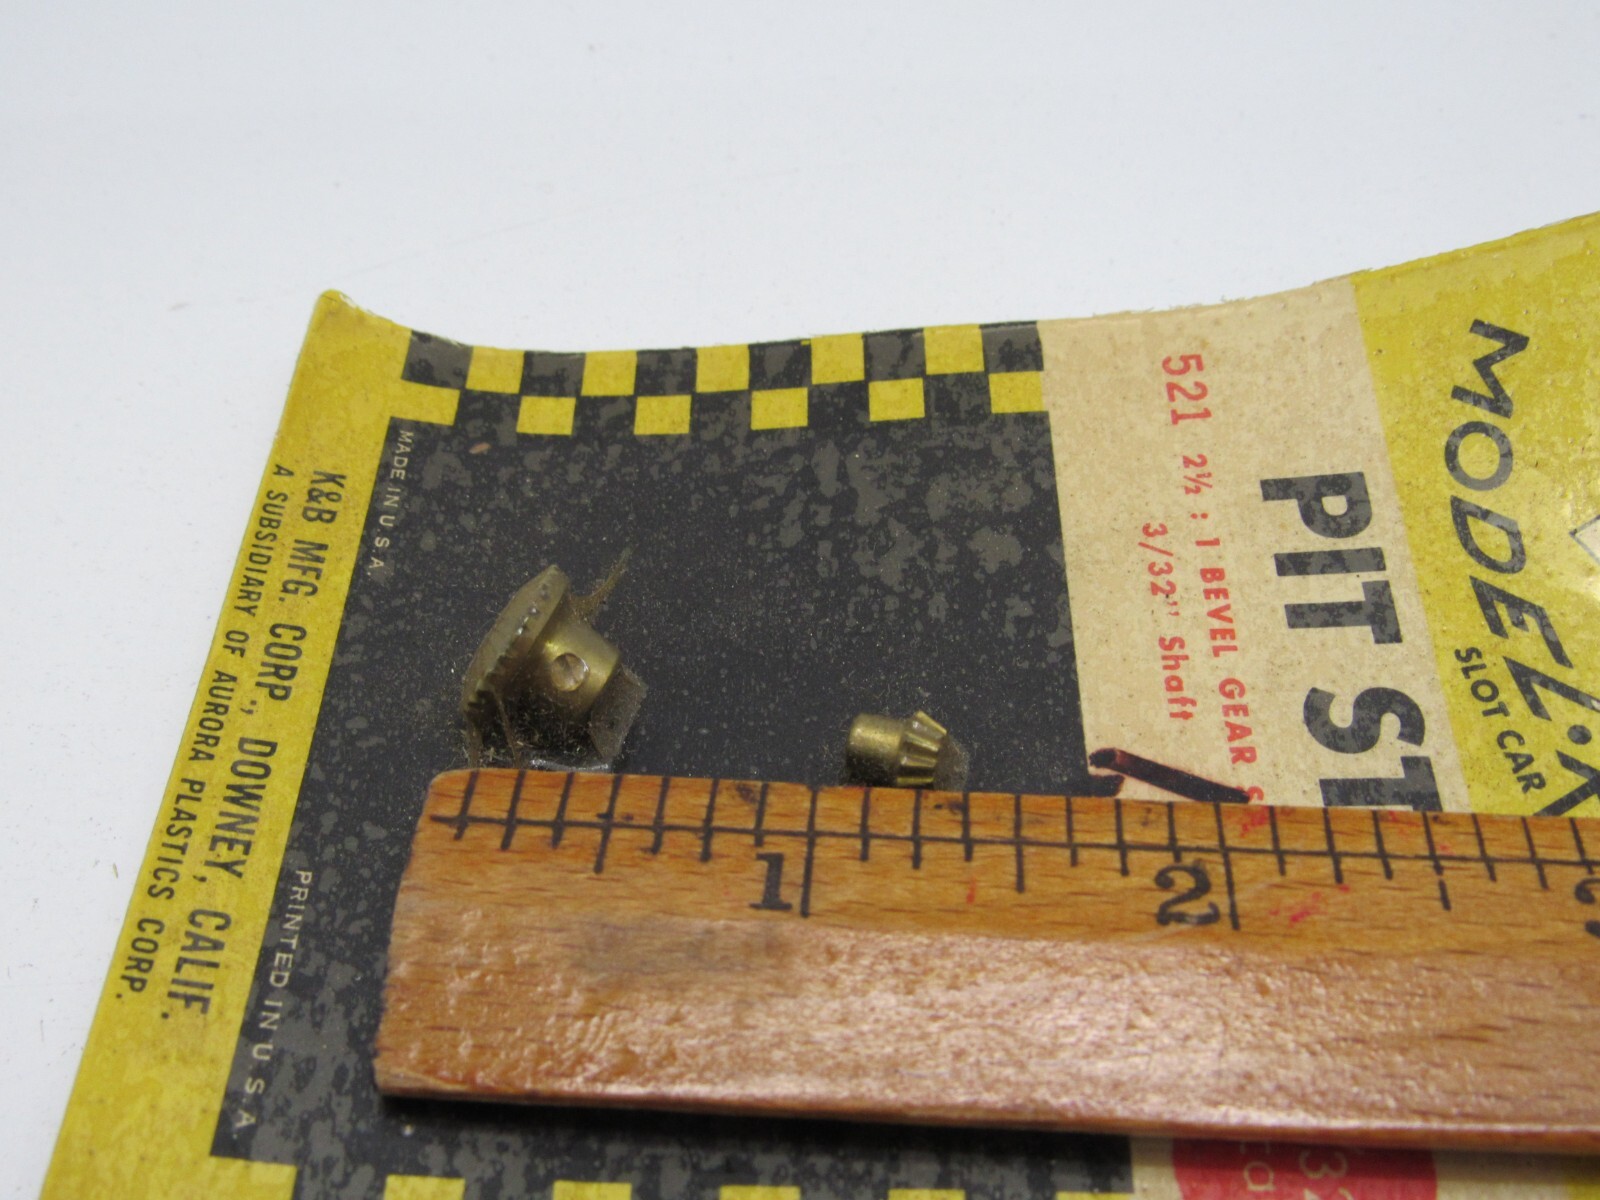 MODEL
SLOT CAR
PIT ST
521 2½ : 1 BEVEL GEAR S
3/32" Shaft
MADE IN U.S.A.
PRINTED IN U.S.A.
K&B MFG. CORP., DOWNEY, CALIF.
A SUBSIDIARY OF AURORA PLASTICS CORP.
1
2